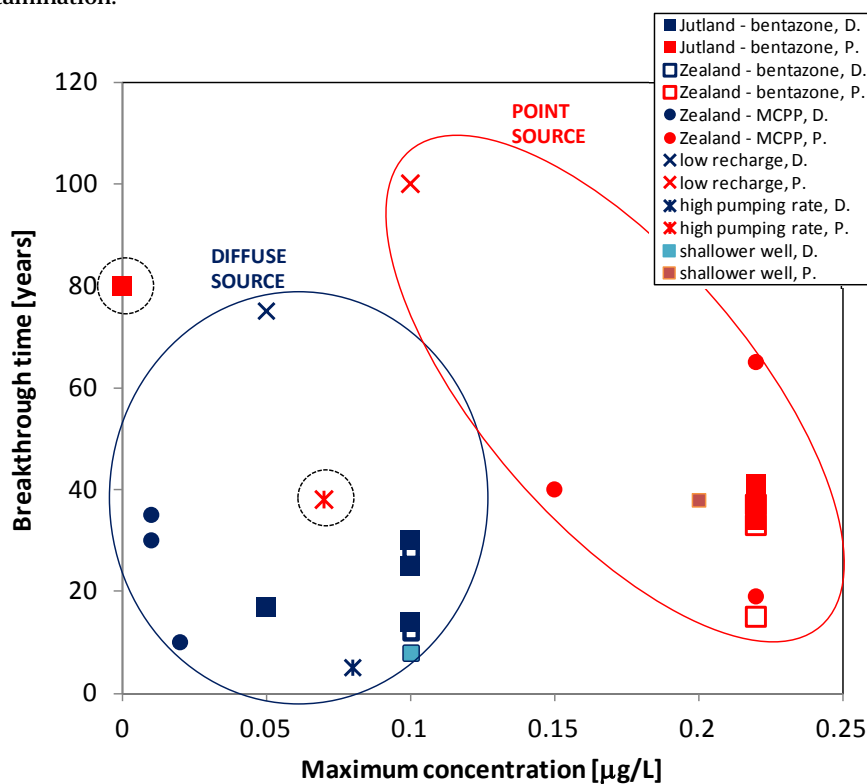 Jutland - bentazone, D.
Jutland - bentazone, P.
Zealand - bentazone, D.
Zealand - bentazone, P.
Zealand - MCPP, D.
Zealand - MCPP, P.
low recharge, D.
low recharge, P.
high pumping rate, D.
high pumping rate, P.
shallower well, D.
shallower well, P.
120
100
80
60
40
20
0
Breakthrough time [years]
POINT
SOURCE
DIFFUSE
SOURCE
0 0.05 0.1 0.15 0.2 0.25
Maximum concentration [μg/L]